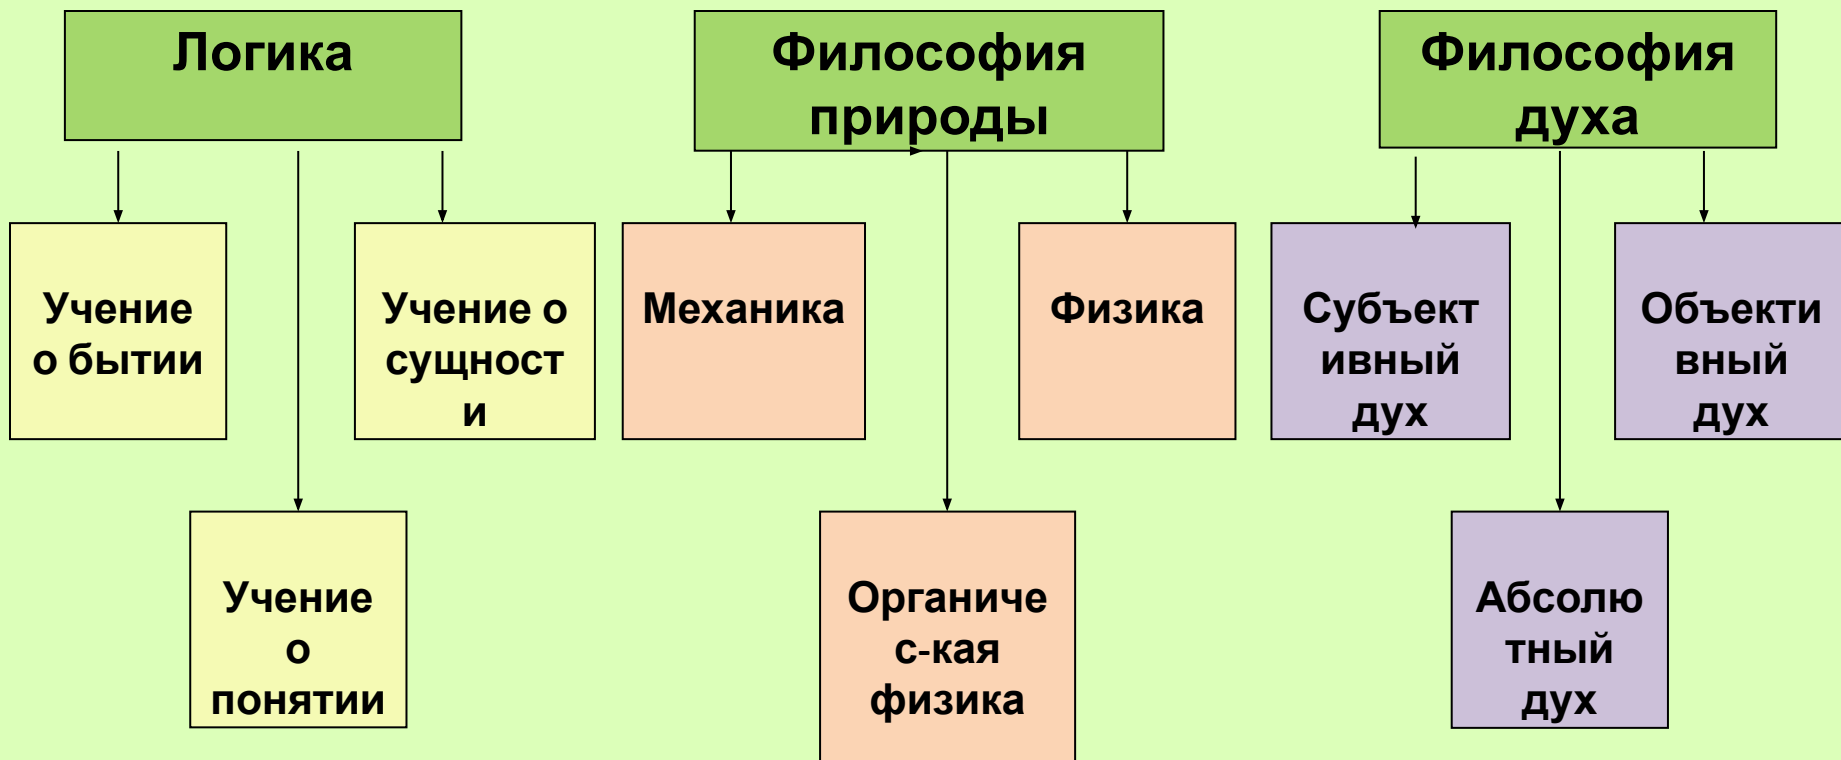 Логика
Философия
природы
Философия
духа
Учение
о бытии
Учение о
сущност
и
Механика
Физика
Субъект
ивный
дух
Объекти
вный
дух
Учение
о
понятии
Органиче
с-кая
физика
Абсолю
тный
дух